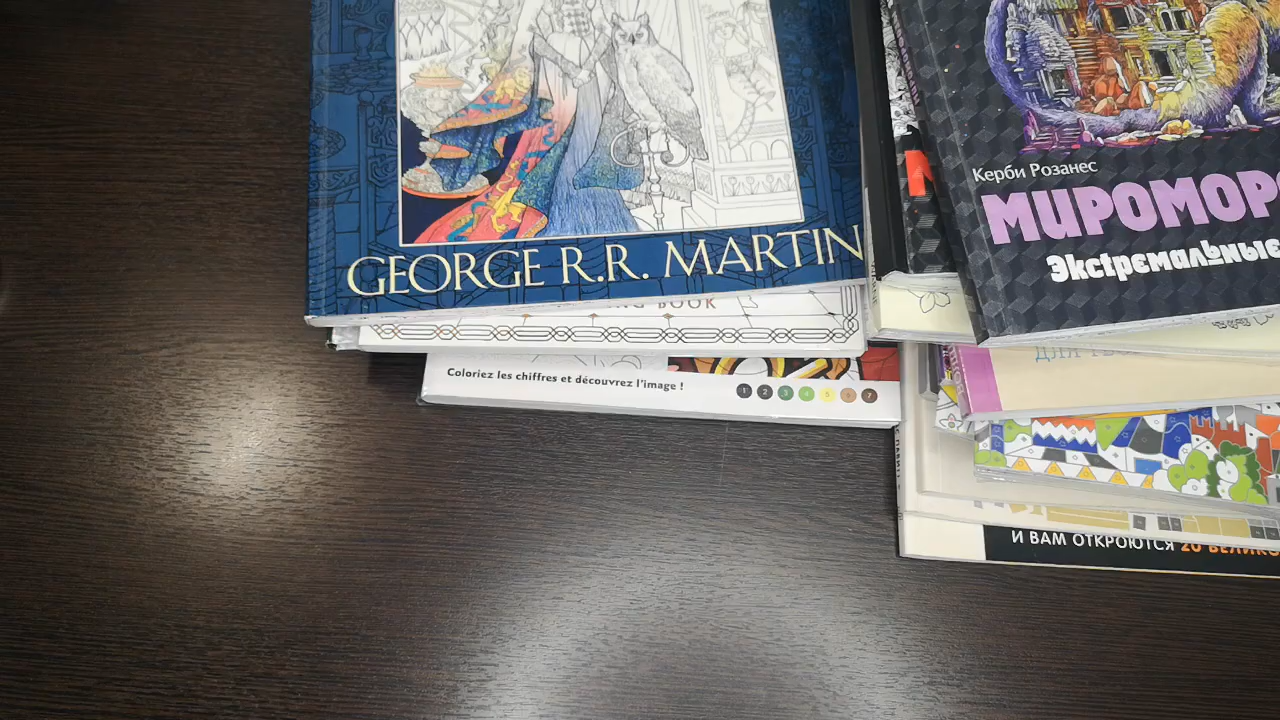 GEORGE R.R. MARTIN
BOOK
Coloriez les chiffres et découvrez l'image !
1 2 3 4 5 6 7
Керби Розанес
МИРОМОР
Экстремальные
ДЛЯ
И ВАМ ОТКРОЮТСЯ 20